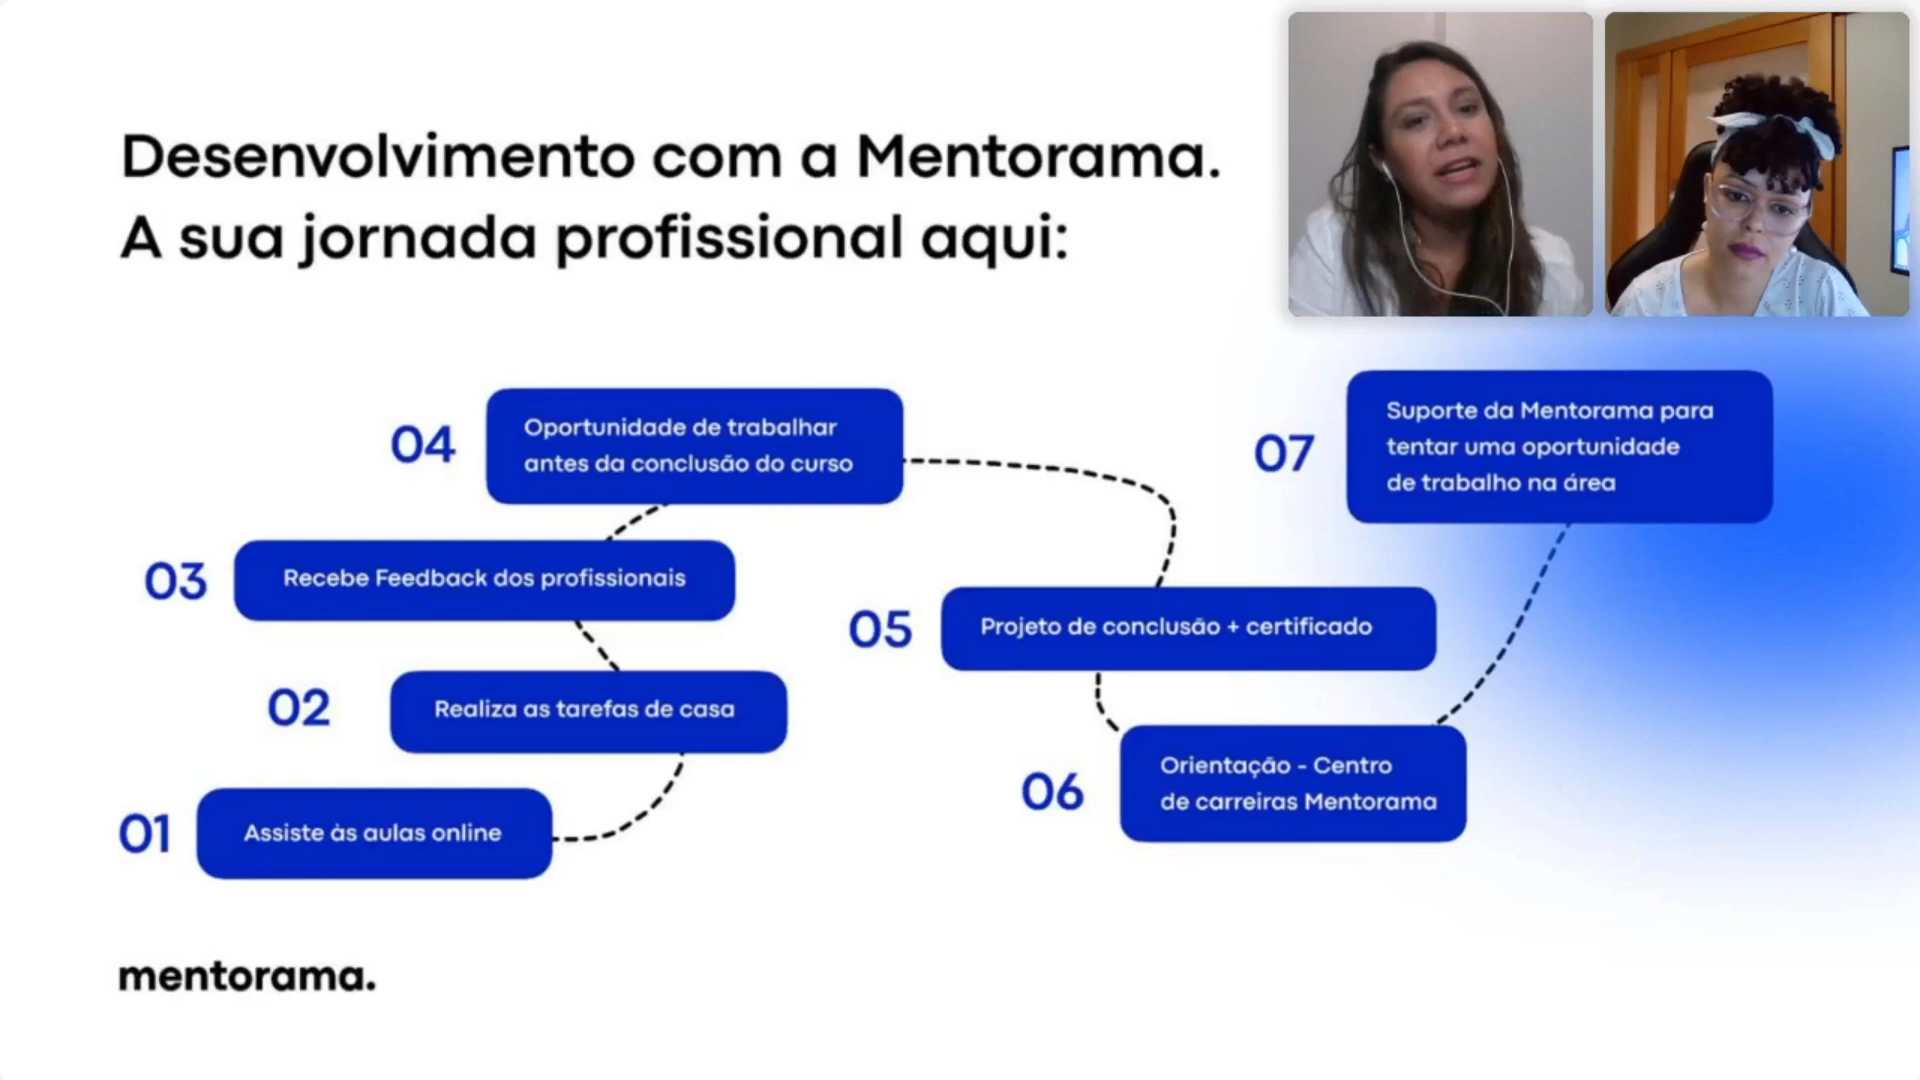 Desenvolvimento com a Mentorama.
A sua jornada profissional aqui:
04
Oportunidade de trabalhar
antes da conclusão do curso
07
Suporte da Mentorama para
tentar uma oportunidade
de trabalho na área
03
Recebe Feedback dos profissionais
05
Projeto de conclusão + certificado
02
Realiza as tarefas de casa
06
Orientação - Centro
de carreiras Mentorama
01
Assiste às aulas online
mentorama.